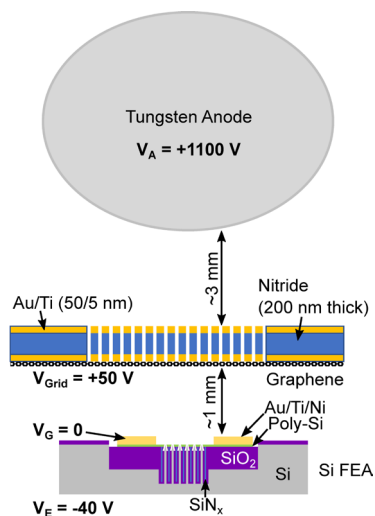 Tungsten Anode
V_A = +1100 V
~3 mm
Au/Ti (50/5 nm)
Nitride
(200 nm thick)
V_Grid = +50 V
Graphene
~1 mm
Au/Ti/Ni
Poly-Si
V_G = 0
SiO₂
Si
Si FEA
V_E = -40 V
SiN_x